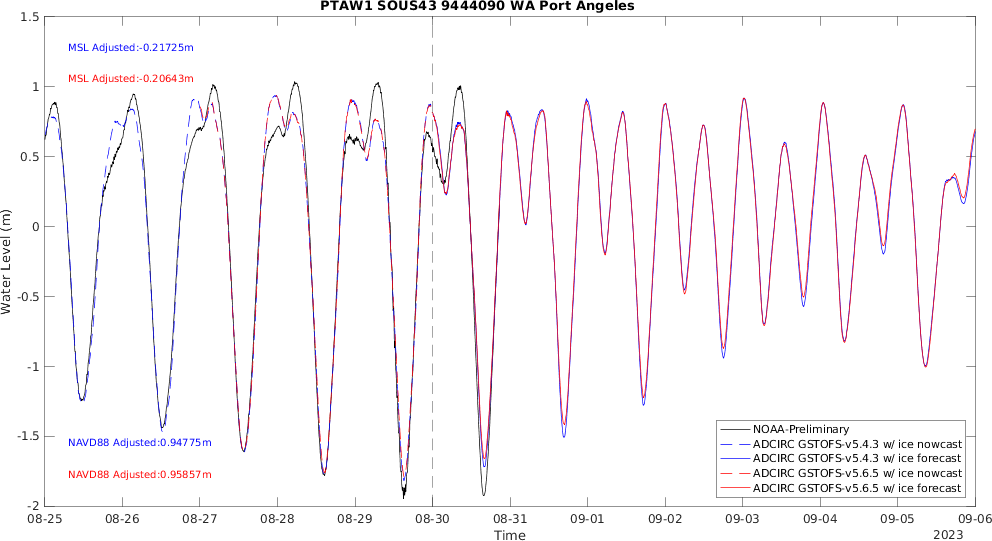 PTAW1 SOUS43 9444090 WA Port Angeles
1.5
1
0.5
0
-0.5
-1
-1.5
-2
Water Level (m)
MSL Adjusted:-0.21725m
MSL Adjusted:-0.20643m
NAVD88 Adjusted:0.94775m
NAVD88 Adjusted:0.95857m
NOAA-Preliminary
ADCIRC GSTOFS-v5.4.3 w/ ice nowcast
ADCIRC GSTOFS-v5.4.3 w/ ice forecast
ADCIRC GSTOFS-v5.6.5 w/ ice nowcast
ADCIRC GSTOFS-v5.6.5 w/ ice forecast
08-25 08-26 08-27 08-28 08-29 08-30 08-31 09-01 09-02 09-03 09-04 09-05 09-06
Time
2023